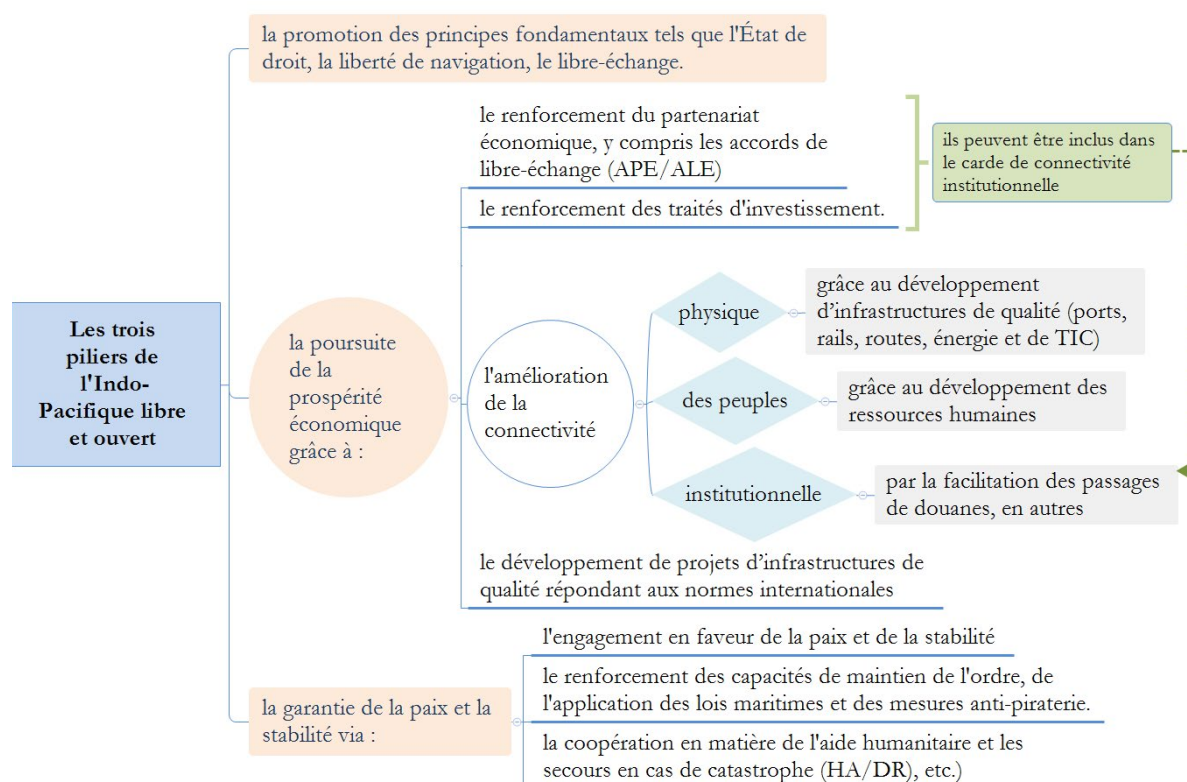 la promotion des principes fondamentaux tels que l'État de
droit, la liberté de navigation, le libre-échange.
le renforcement du partenariat
économique, y compris les accords de
libre-échange (APE/ALE)
ils peuvent être inclus dans
le carde de connectivité
institutionnelle
le renforcement des traités d'investissement.
Les trois
piliers de
l'Indo-
Pacifique libre
et ouvert
la poursuite
de la
prospérité
économique
grâce à :
l'amélioration
de la
connectivité
physique
grâce au développement
d’infrastructures de qualité (ports,
rails, routes, énergie et de TIC)
des peuples
grâce au développement des
ressources humaines
institutionnelle
par la facilitation des passages
de douanes, en autres
le développement de projets d’infrastructures de
qualité répondant aux normes internationales
la garantie de la paix et la
stabilité via :
l'engagement en faveur de la paix et de la stabilité
le renforcement des capacités de maintien de l'ordre, de
l'application des lois maritimes et des mesures anti-piraterie.
la coopération en matière de l'aide humanitaire et les
secours en cas de catastrophe (HA/DR), etc.)